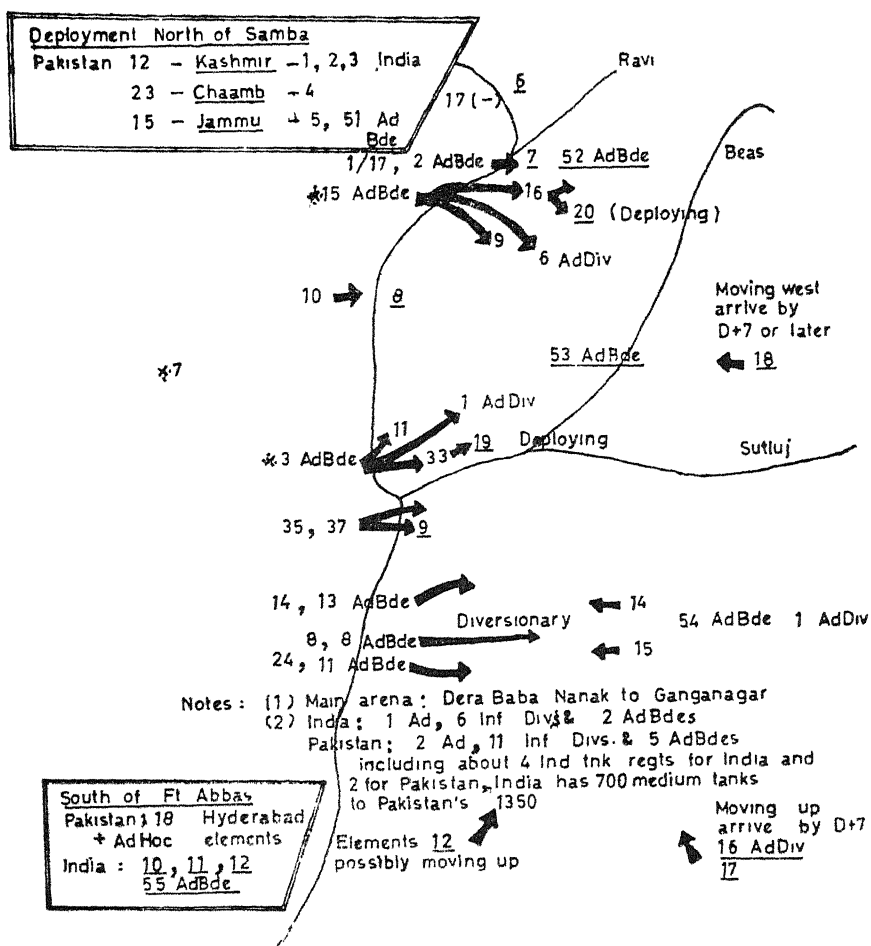 Deployment North of Samba
Pakistan 12 - Kashmir - 1, 2, 3 India
23 - Chaamb - 4
15 - Jammu → 5, 51 Ad
Bde
Ravi
17 (-)
6
1/17, 2 AdBde
7
52 AdBde
Beas
15 AdBde
16
20 (Deploying)
9
6 AdDiv
10
8
Moving west
arrive by
D+7 or later
53 AdBde
18
7
1 AdDiv
11
3 AdBde
33
19
Deploying
Sutluj
35, 37
9
14, 13 AdBde
14
Diversionary
54 AdBde 1 AdDiv
8, 8 AdBde
15
24, 11 AdBde
Notes: (1) Main arena: Dera Baba Nanak to Ganganagar
(2) India: 1 Ad, 6 Inf Divs & 2 AdBdes
Pakistan: 2 Ad, 11 Inf Divs. & 5 AdBdes
including about 4 Ind tnk regts for India and
2 for Pakistan, India has 700 medium tanks
to Pakistan's 1350
South of Ft Abbas
Pakistan: 18 Hyderabad
+ AdHoc elements
India: 10, 11, 12
55 AdBde
Elements 12
possibly moving up
Moving up
arrive by D+7
16 AdDiv
17